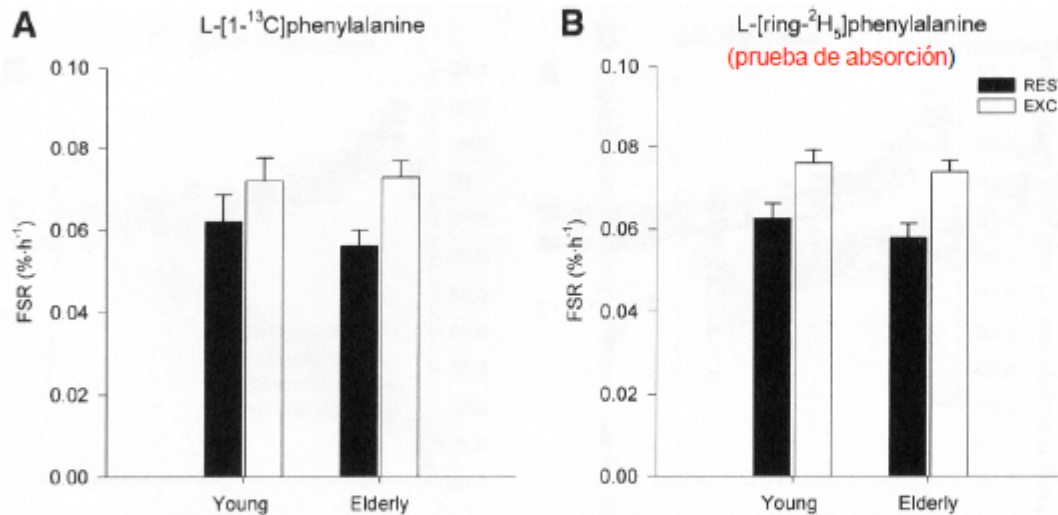 A
L-[1-¹³C]phenylalanine
FSR (%·h⁻¹)
0.10
0.08
0.06
0.04
0.02
0.00
Young Elderly
B
L-[ring-²H₅]phenylalanine
(prueba de absorción)
RES
EXC
FSR (%·h⁻¹)
0.10
0.08
0.06
0.04
0.02
0.00
Young Elderly